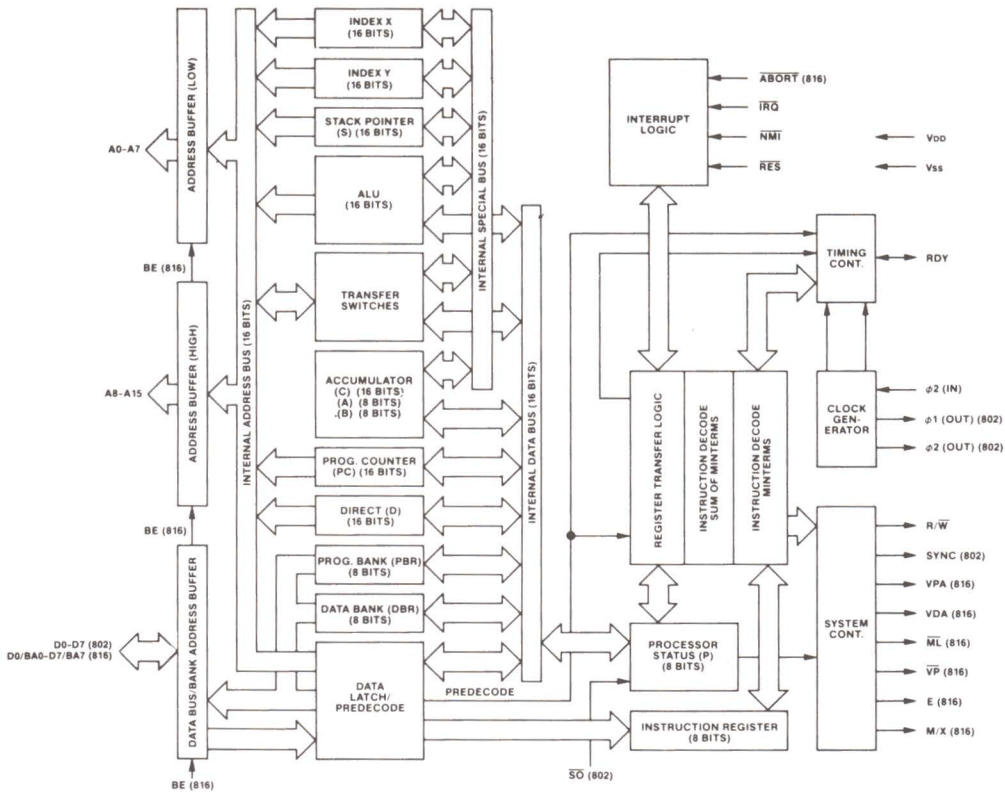 ADDRESS BUFFER (LOW)
A0–A7
BE (816)
ADDRESS BUFFER (HIGH)
A8–A15
BE (816)
DATA BUS/BANK ADDRESS BUFFER
D0–D7 (802)
D0/BA0–D7/BA7 (816)
BE (816)
INTERNAL ADDRESS BUS (16 BITS)
INDEX X
(16 BITS)
INDEX Y
(16 BITS)
STACK POINTER
(S) (16 BITS)
ALU
(16 BITS)
TRANSFER
SWITCHES
ACCUMULATOR
(C) (16 BITS)
(A) (8 BITS)
(B) (8 BITS)
PROG. COUNTER
(PC) (16 BITS)
DIRECT (D)
(16 BITS)
PROG. BANK (PBR)
(8 BITS)
DATA BANK (DBR)
(8 BITS)
DATA
LATCH/
PREDECODE
PREDECODE
INTERNAL SPECIAL BUS (16 BITS)
INTERNAL DATA BUS (16 BITS)
INTERRUPT
LOGIC
A̅B̅O̅R̅T̅ (816)
I̅R̅Q̅
N̅M̅I̅
R̅E̅S̅
VDD
VSS
TIMING
CONT.
RDY
CLOCK
GEN-
ERATOR
ϕ2 (IN)
ϕ1 (OUT) (802)
ϕ2 (OUT) (802)
REGISTER TRANSFER LOGIC
INSTRUCTION DECODE
SUM OF MINTERMS
INSTRUCTION DECODE
MINTERMS
PROCESSOR
STATUS (P)
(8 BITS)
INSTRUCTION REGISTER
(8 BITS)
S̅O̅ (802)
SYSTEM
CONT.
R/W̅
SYNC (802)
VPA (816)
VDA (816)
M̅L̅ (816)
V̅P̅ (816)
E (816)
M/X (816)